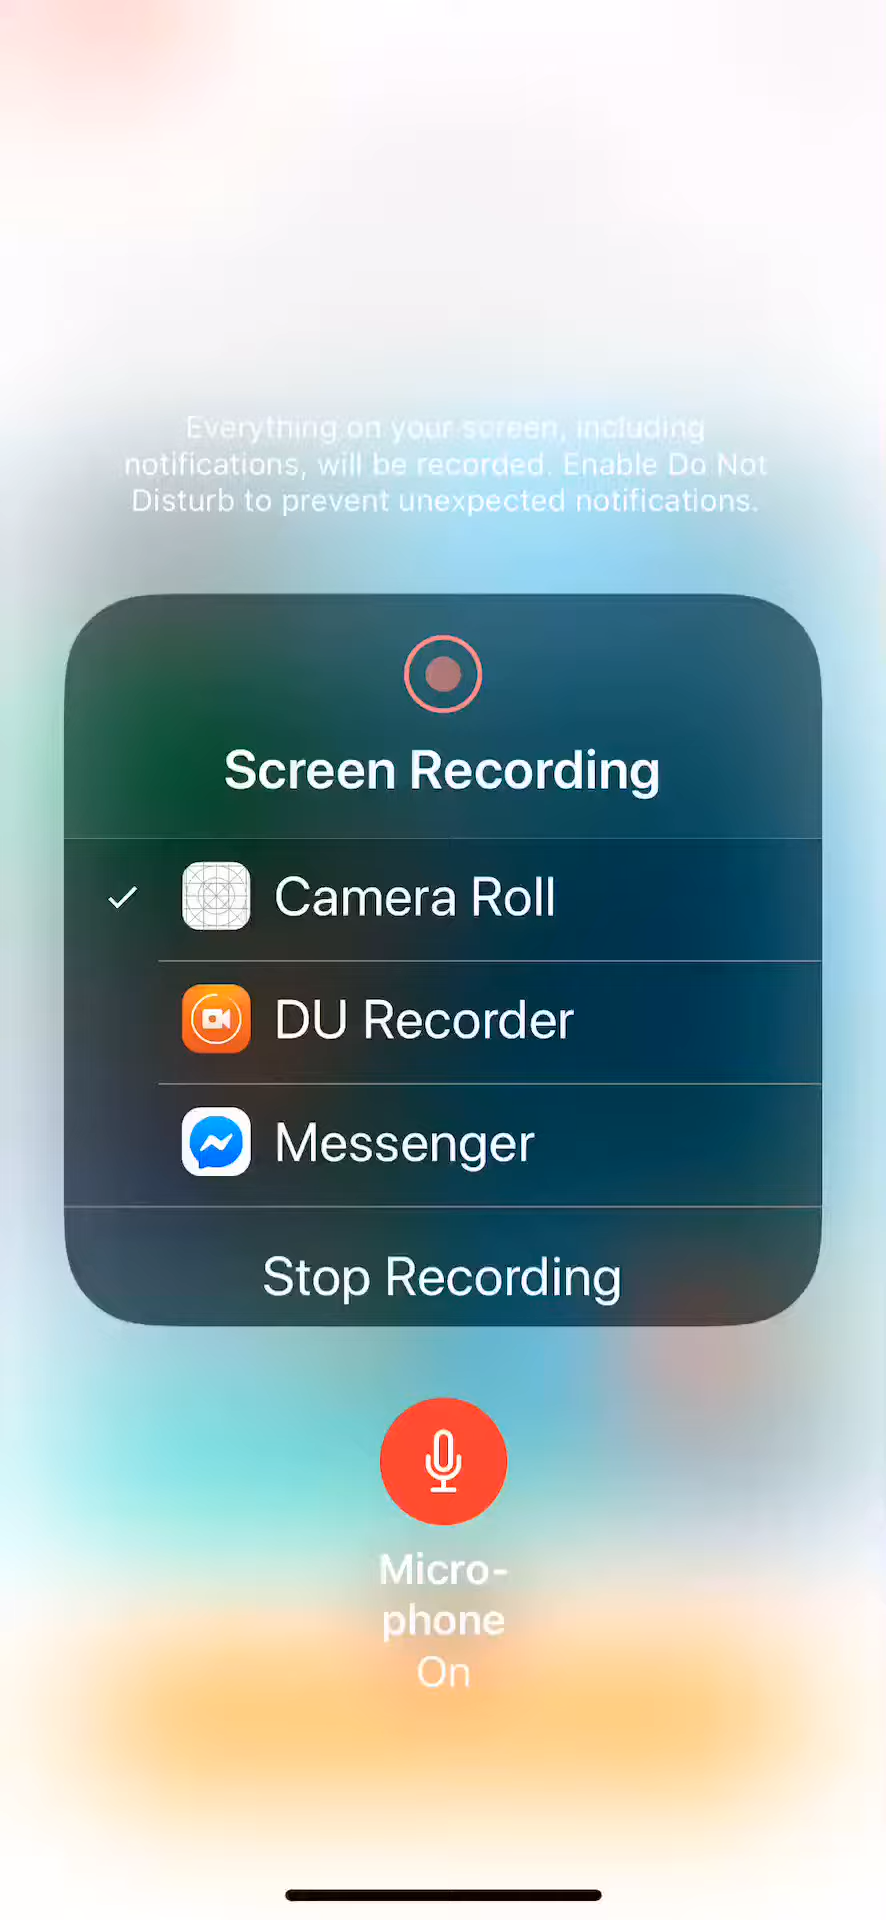 Everything on your screen, including
notifications, will be recorded. Enable Do Not
Disturb to prevent unexpected notifications.
Screen Recording
Camera Roll
DU Recorder
Messenger
Stop Recording
Micro-
phone
On